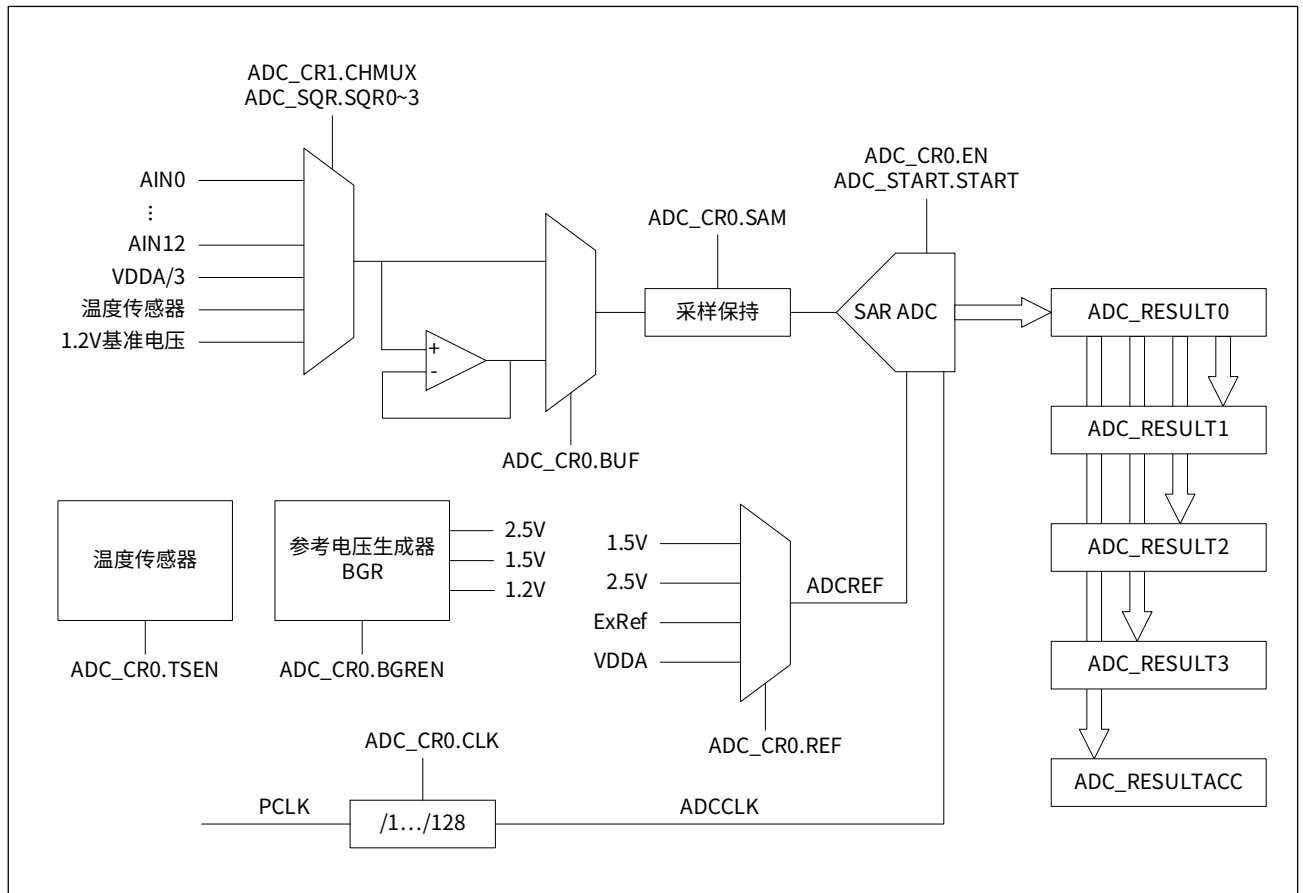 ADC_CR1.CHMUX
ADC_SQR.SQR0~3
AIN0
⋮
AIN12
VDDA/3
温度传感器
1.2V基准电压
+
-
ADC_CR0.BUF
ADC_CR0.SAM
采样保持
ADC_CR0.EN
ADC_START.START
SAR ADC
ADC_RESULT0
ADC_RESULT1
ADC_RESULT2
ADC_RESULT3
ADC_RESULTACC
温度传感器
ADC_CR0.TSEN
参考电压生成器
BGR
2.5V
1.5V
1.2V
ADC_CR0.BGREN
1.5V
2.5V
ExRef
VDDA
ADCREF
ADC_CR0.REF
ADC_CR0.CLK
PCLK
/1.../128
ADCCLK